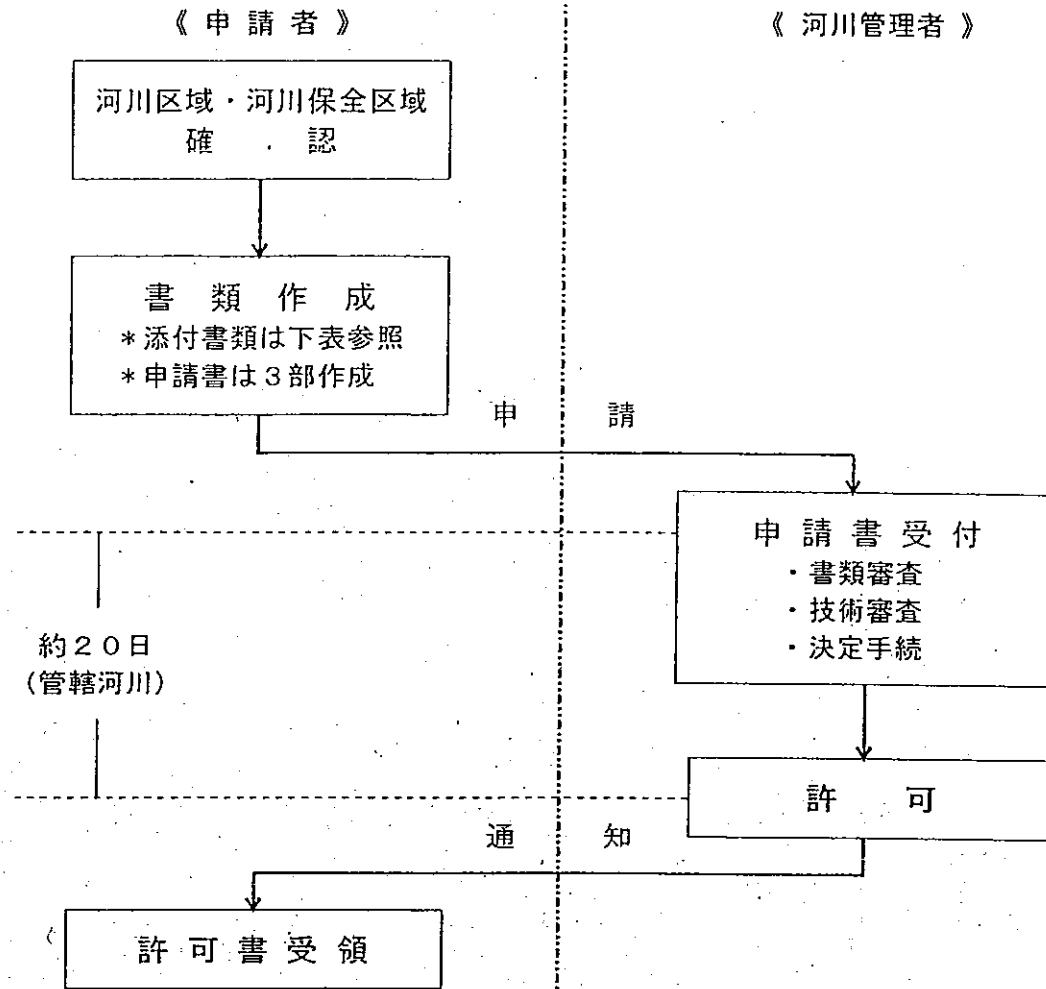 《 申 請 者 》
《 河川管理者 》
河川区域・河川保全区域
確 . 認
書 類 作 成
*添付書類は下表参照
*申請書は3部作成
申 請
申 請 書 受 付
・書類審査
・技術審査
・決定手続
約20日
(管轄河川)
許 可
通 知
許 可 書 受 領